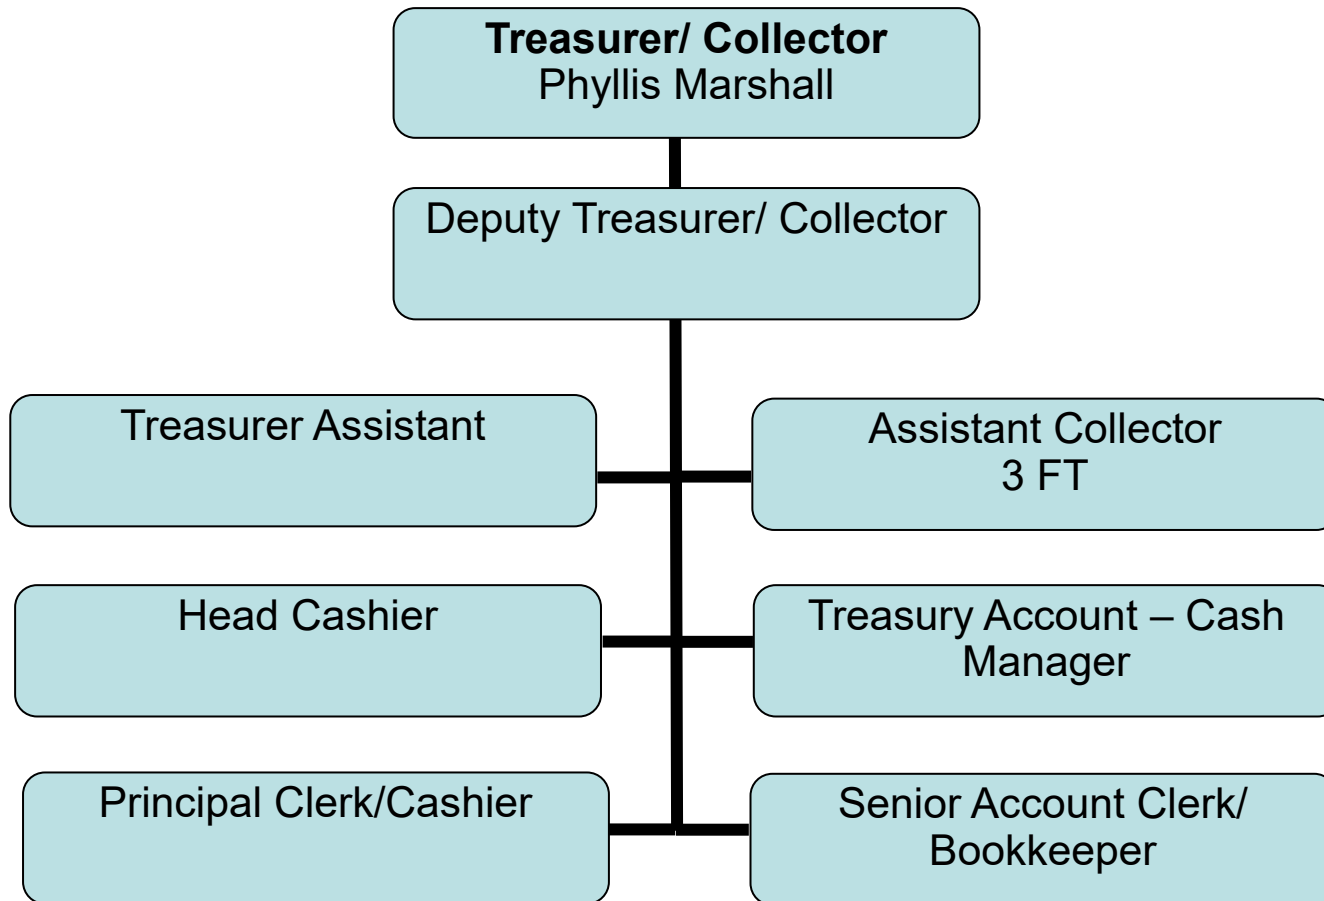 Treasurer/ Collector
Phyllis Marshall
Deputy Treasurer/ Collector
Treasurer Assistant
Assistant Collector
3 FT
Head Cashier
Treasury Account – Cash
Manager
Principal Clerk/Cashier
Senior Account Clerk/
Bookkeeper